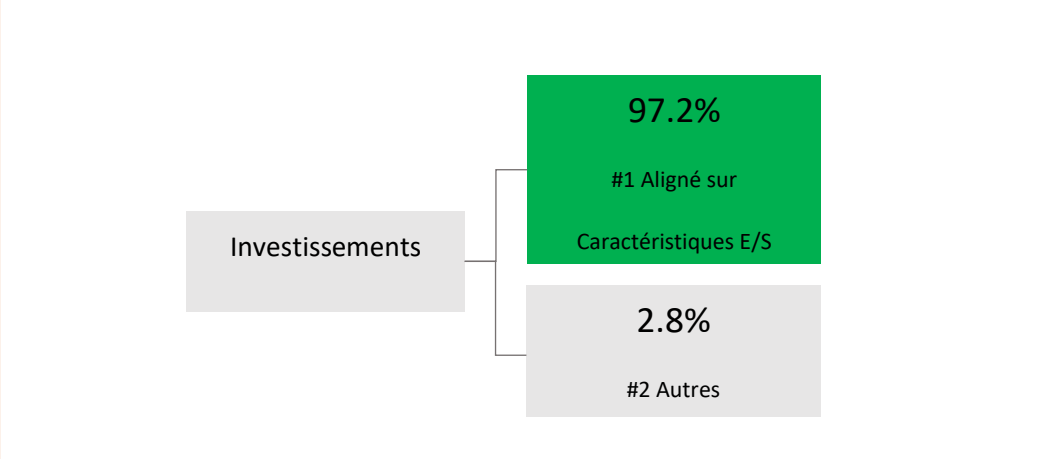 97.2%
#1 Aligné sur
Caractéristiques E/S
Investissements
2.8%
#2 Autres